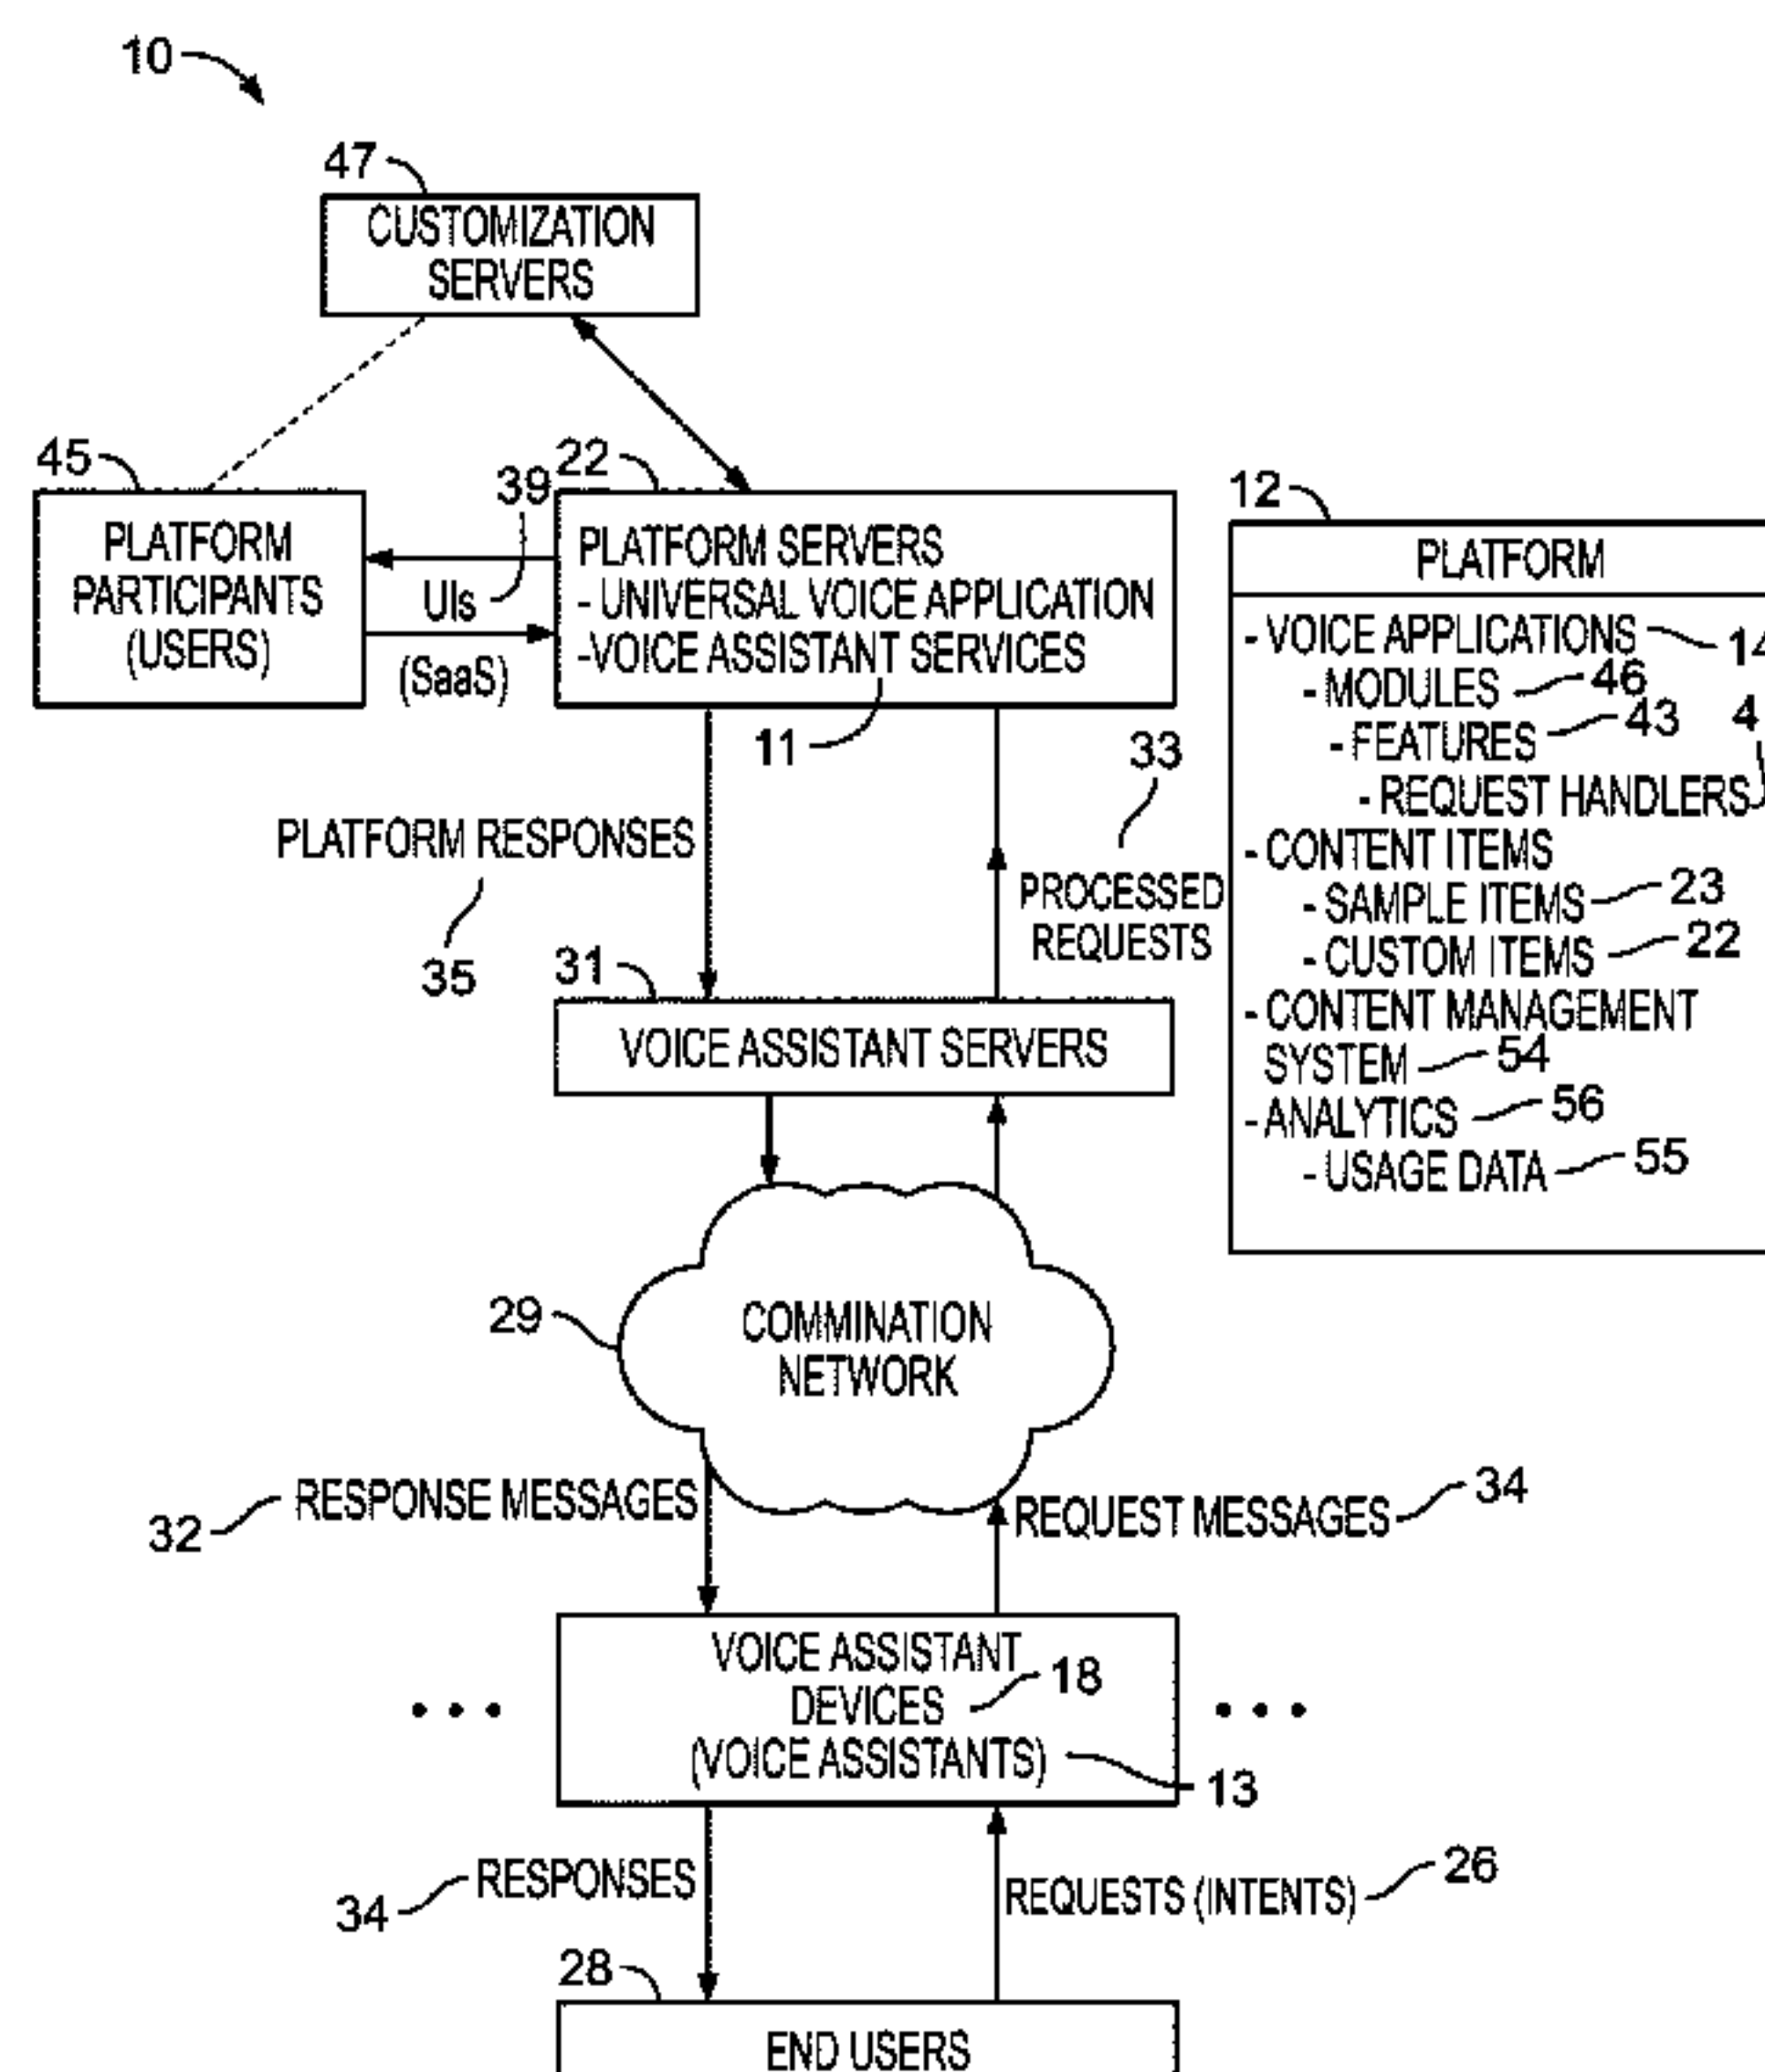 10
47
CUSTOMIZATION
SERVERS
45
39
22
PLATFORM
PARTICIPANTS
(USERS)
UIs
(SaaS)
PLATFORM SERVERS
- UNIVERSAL VOICE APPLICATION
-VOICE ASSISTANT SERVICES
11
12
PLATFORM
- VOICE APPLICATIONS 14
- MODULES 46
- FEATURES 43
4
- REQUEST HANDLERS
- CONTENT ITEMS
- SAMPLE ITEMS 23
- CUSTOM ITEMS 22
- CONTENT MANAGEMENT
SYSTEM 54
- ANALYTICS 56
- USAGE DATA 55
PLATFORM RESPONSES
35
33
PROCESSED
REQUESTS
31
VOICE ASSISTANT SERVERS
29
COMMINATION
NETWORK
32
RESPONSE MESSAGES
REQUEST MESSAGES 34
VOICE ASSISTANT
DEVICES 18
(VOICE ASSISTANTS) 13
34
RESPONSES
REQUESTS (INTENTS) 26
28
END USERS